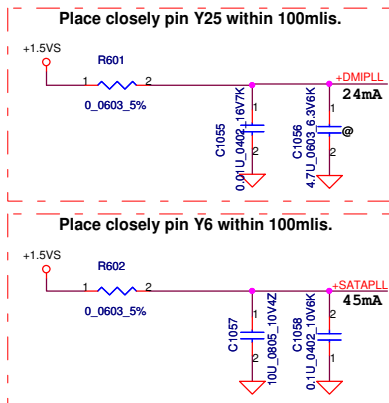 Place closely pin Y25 within 100mlis.
+1.5VS
R601
1 2
0_0603_5%
+DMIPLL
24mA
C1055
0.01U_0402_16V7K
1
2
C1056
4.7U_0603_6.3V6K
1
2
@
Place closely pin Y6 within 100mlis.
+1.5VS
R602
1 2
0_0603_5%
+SATAPLL
45mA
C1057
10U_0805_10V4Z
1
2
C1058
0.1U_0402_10V6K
2
1